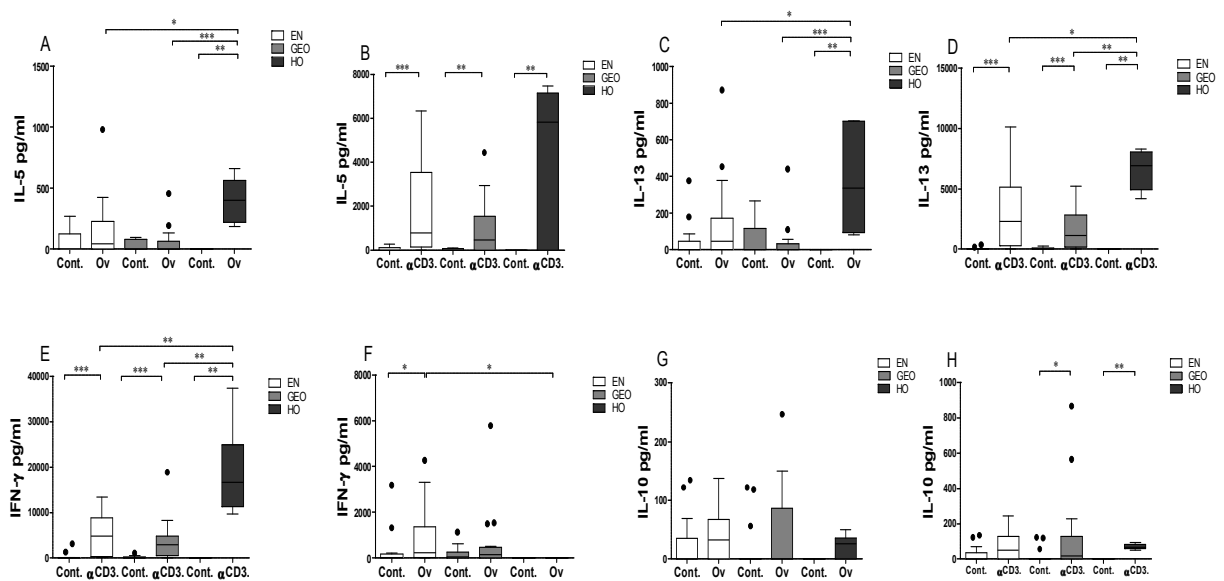 A
*
***
**
EN
GEO
HO
IL-5 pg/ml
1500
1000
500
0
Cont. Ov Cont. Ov Cont. Ov
B
*** ** **
EN
GEO
HO
IL-5 pg/ml
8000
6000
4000
2000
0
Cont. αCD3. Cont. αCD3. Cont. αCD3.
C
*
***
**
EN
GEO
HO
IL-13 pg/ml
1000
800
600
400
200
0
Cont. Ov Cont. Ov Cont. Ov
D
*
**
*** *** **
EN
GEO
HO
IL-13 pg/ml
15000
10000
5000
0
Cont. αCD3. Cont. αCD3. Cont. αCD3.
E
**
**
*** *** **
EN
GEO
HO
IFN-γ pg/ml
40000
30000
20000
10000
0
Cont. αCD3. Cont. αCD3. Cont. αCD3.
F
* *
EN
GEO
HO
IFN-γ pg/ml
8000
6000
4000
2000
0
Cont. Ov Cont. Ov Cont. Ov
G
EN
GEO
HO
IL-10 pg/ml
300
200
100
0
Cont. Ov Cont. Ov Cont. Ov
H
* **
EN
GEO
HO
IL-10 pg/ml
1000
800
600
400
200
0
Cont. αCD3. Cont. αCD3. Cont. αCD3.